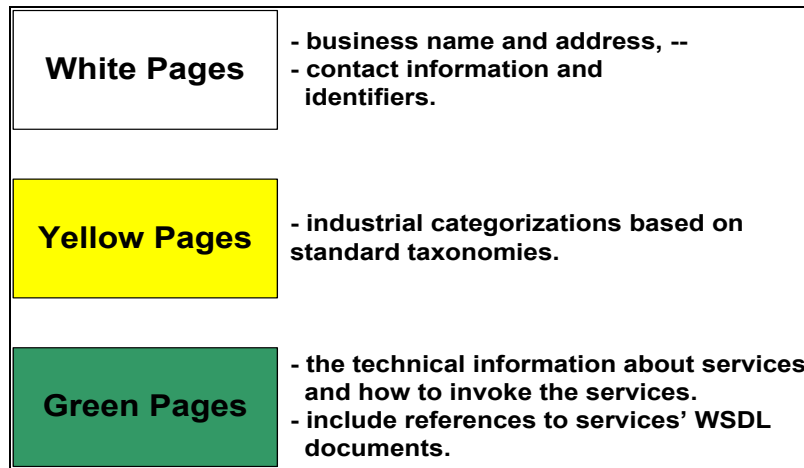 White Pages
- business name and address, --
- contact information and
identifiers.
Yellow Pages
- industrial categorizations based on
standard taxonomies.
Green Pages
- the technical information about services
and how to invoke the services.
- include references to services’ WSDL
documents.